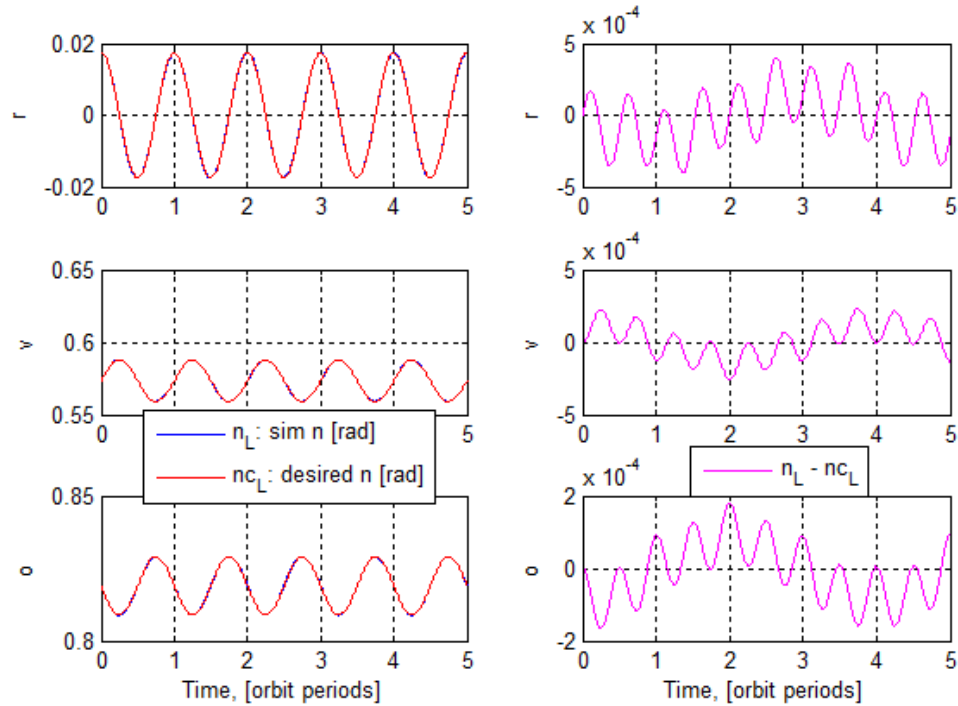 x 10⁻⁴
0.02
0
-0.02
r
0 1 2 3 4 5
5
0
-5
r
0 1 2 3 4 5
x 10⁻⁴
0.65
0.6
0.55
v
0 5
5
0
-5
v
0 1 2 3 4 5
n_L: sim n [rad]
nc_L: desired n [rad]
n_L - nc_L
x 10⁻⁴
0.85
0.8
o
0 1 2 3 4 5
Time, [orbit periods]
2
0
-2
o
0 1 2 3 4 5
Time, [orbit periods]